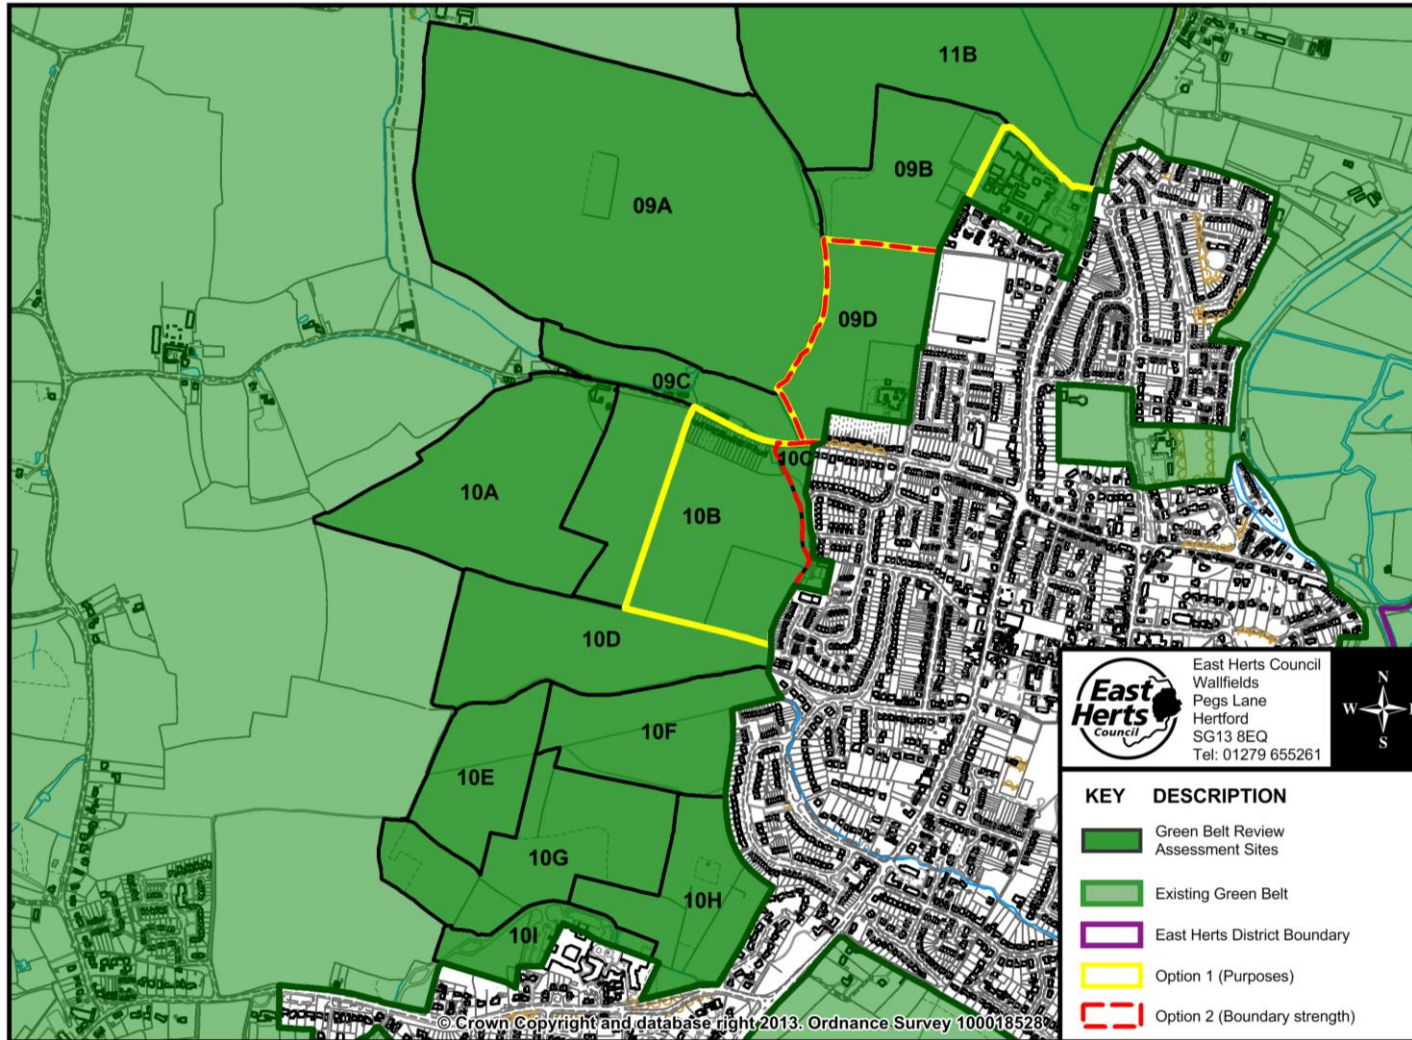 11B
09B
09A
09D
09C
10C
10A
10B
10D
10F
10E
10G
10H
10I
East
Herts
Council
East Herts Council
Wallfields
Pegs Lane
Hertford
SG13 8EQ
Tel: 01279 655261
N
W
S
KEY DESCRIPTION
Green Belt Review
Assessment Sites
Existing Green Belt
East Herts District Boundary
Option 1 (Purposes)
Option 2 (Boundary strength)
© Crown Copyright and database right 2013. Ordnance Survey 100018528